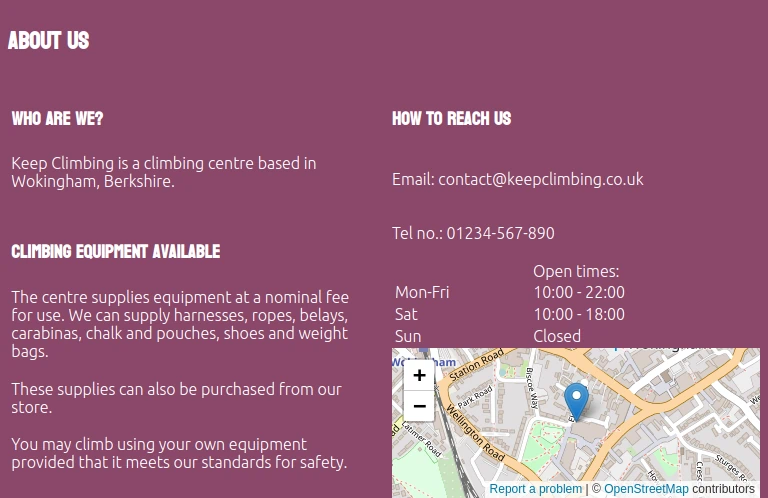 ABOUT US
WHO ARE WE?
Keep Climbing is a climbing centre based in
Wokingham, Berkshire.
CLIMBING EQUIPMENT AVAILABLE
The centre supplies equipment at a nominal fee
for use. We can supply harnesses, ropes, belays,
carabinas, chalk and pouches, shoes and weight
bags.
These supplies can also be purchased from our
store.
You may climb using your own equipment
provided that it meets our standards for safety.
HOW TO REACH US
Email: contact@keepclimbing.co.uk
Tel no.: 01234-567-890
Open times:
Mon-Fri 10:00 - 22:00
Sat 10:00 - 18:00
Sun Closed
+
−
Station Road
Biscoe Way
Park Road
Wellington Road
Report a problem | © OpenStreetMap contributors